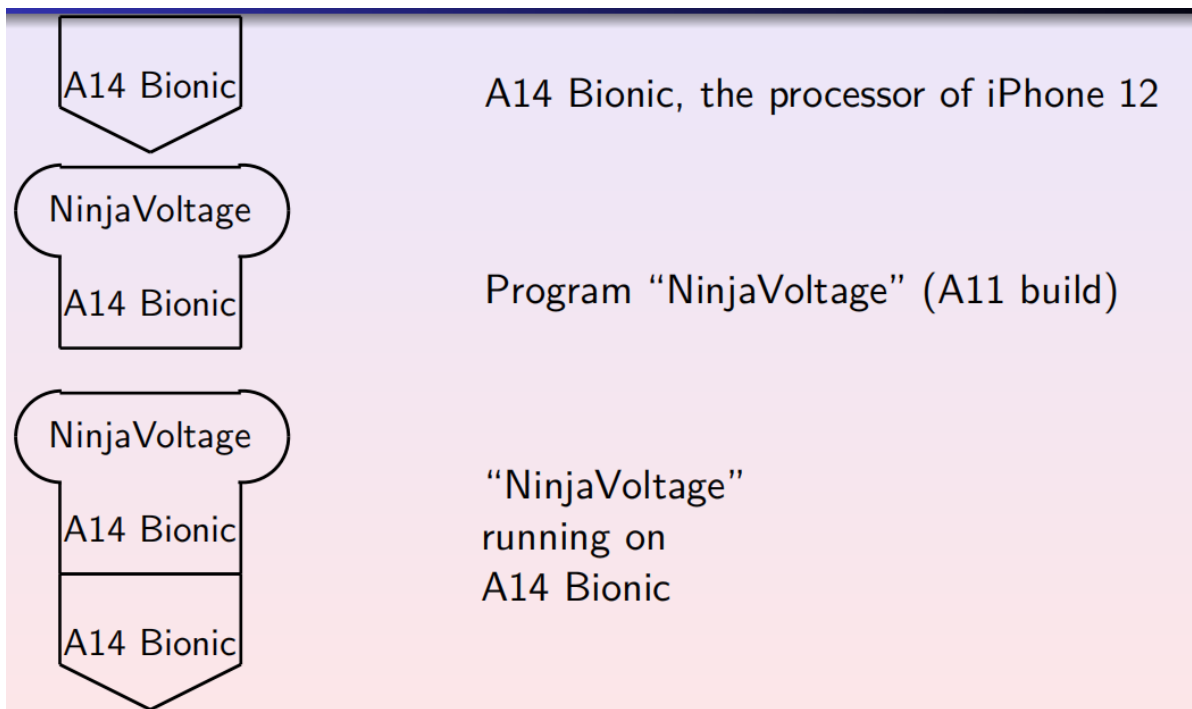 A14 Bionic
A14 Bionic, the processor of iPhone 12
NinjaVoltage
A14 Bionic
Program “NinjaVoltage” (A11 build)
NinjaVoltage
A14 Bionic
A14 Bionic
“NinjaVoltage”
running on
A14 Bionic